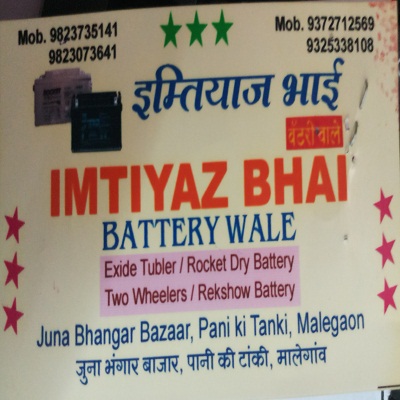 Mob. 9823735141
9823073641
Mob. 9372712569
9325338108
इम्तियाज भाई
बॅटरी वाले
IMTIYAZ BHAI
BATTERY WALE
Exide Tubler / Rocket Dry Battery
Two Wheelers / Rekshow Battery
Juna Bhangar Bazaar, Pani ki Tanki, Malegaon
जुना भंगार बाजार, पानी की टांकी, मालेगांव